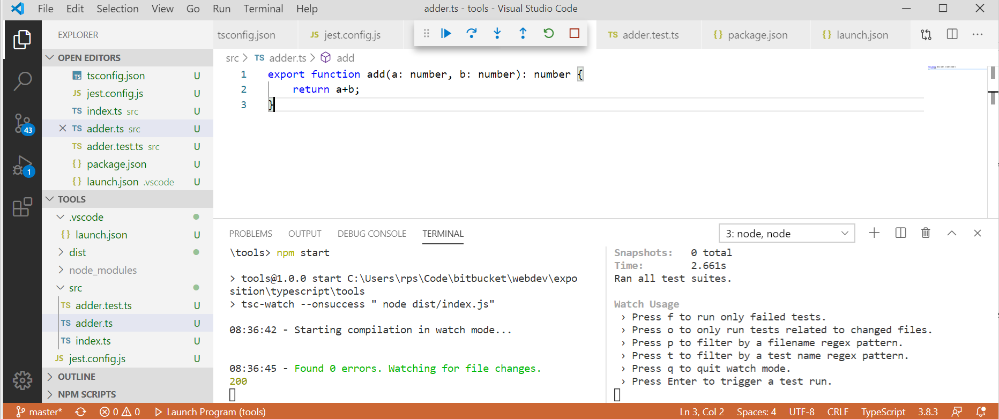 File Edit Selection View Go Run Terminal Help adder.ts - tools - Visual Studio Code
EXPLORER
OPEN EDITORS
TS tsconfig.json U
JS jest.config.js U
TS index.ts src U
TS adder.ts src U
TS adder.test.ts src U
{} package.json U
{} launch.json .vscode U
TOOLS
.vscode
{} launch.json U
dist
node_modules
src
TS adder.test.ts U
TS adder.ts U
TS index.ts U
JS jest.config.js U
OUTLINE
NPM SCRIPTS
43
1
tsconfig.json JS jest.config.js TS adder.test.ts {} package.json {} launch.json
src > TS adder.ts > add
1 export function add(a: number, b: number): number {
2 return a+b;
3 }
PROBLEMS OUTPUT DEBUG CONSOLE TERMINAL 3: node, node
\tools> npm start
> tools@1.0.0 start C:\Users\rps\Code\bitbucket\webdev\expo
sition\typescript\tools
> tsc-watch --onsuccess " node dist/index.js"
08:36:42 - Starting compilation in watch mode...
08:36:45 - Found 0 errors. Watching for file changes.
200
Snapshots: 0 total
Time: 2.661s
Ran all test suites.
Watch Usage
› Press f to run only failed tests.
› Press o to only run tests related to changed files.
› Press p to filter by a filename regex pattern.
› Press t to filter by a test name regex pattern.
› Press q to quit watch mode.
› Press Enter to trigger a test run.
master* 0 0 Launch Program (tools) Ln 3, Col 2 Spaces: 4 UTF-8 CRLF TypeScript 3.8.3